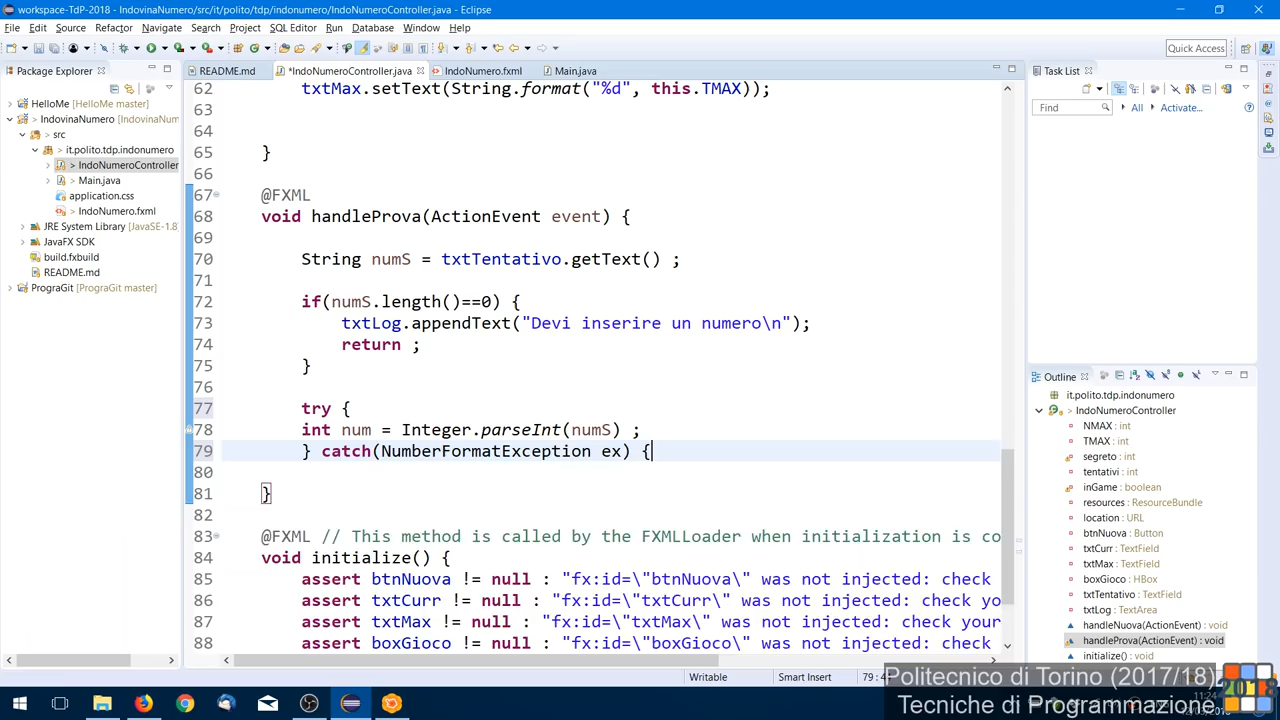 workspace-TdP-2018 - IndovinaNumero/src/it/polito/tdp/indonumero/IndoNumeroController.java - Eclipse
File Edit Source Refactor Navigate Search Project SQL Editor Run Database Window Help
Quick Access
Package Explorer
HelloMe [HelloMe master]
IndovinaNumero [IndovinaNum
src
it.polito.tdp.indonumero
> IndoNumeroController
> Main.java
application.css
> IndoNumero.fxml
JRE System Library [JavaSE-1.8
JavaFX SDK
build.fxbuild
README.md
PrograGit [PrograGit master]
README.md *IndoNumeroController.java IndoNumero.fxml Main.java
62 txtMax.setText(String.format("%d", this.TMAX));
63
64
65 }
66
67 @FXML
68 void handleProva(ActionEvent event) {
69
70 String numS = txtTentativo.getText() ;
71
72 if(numS.length()==0) {
73 txtLog.appendText("Devi inserire un numero\n");
74 return ;
75 }
76
77 try {
78 int num = Integer.parseInt(numS) ;
79 } catch(NumberFormatException ex) {
80
81 }
82
83 @FXML // This method is called by the FXMLLoader when initialization is co
84 void initialize() {
85 assert btnNuova != null : "fx:id=\"btnNuova\" was not injected: check
86 assert txtCurr != null : "fx:id=\"txtCurr\" was not injected: check yo
87 assert txtMax != null : "fx:id=\"txtMax\" was not injected: check your
88 assert boxGioco != null : "fx:id=\"boxGioco\" was not injected: check
Task List
Find All Activate...
Outline
it.polito.tdp.indonumero
IndoNumeroController
NMAX : int
TMAX : int
segreto : int
tentativi : int
inGame : boolean
resources : ResourceBundle
location : URL
btnNuova : Button
txtCurr : TextField
txtMax : TextField
boxGioco : HBox
txtTentativo : TextField
txtLog : TextArea
handleNuova(ActionEvent) : void
handleProva(ActionEvent) : void
initialize() : void
Writable Smart Insert 79 : 4
Politecnico di Torino (2017/18)
Tecniche di Programmazione
2018
11:24